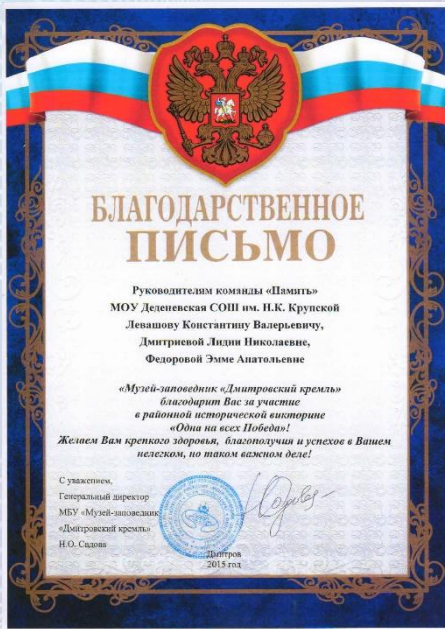 БЛАГОДАРСТВЕННОЕ
ПИСЬМО
Руководителям команды «Память»
МОУ Деденевская СОШ им. Н.К. Крупской
Левашову Константину Валерьевичу,
Дмитриевой Лидии Николаевне,
Федоровой Эмме Анатольевне
«Музей-заповедник «Дмитровский кремль»
благодарит Вас за участие
в районной исторической викторине
«Одна на всех Победа»!
Желаем Вам крепкого здоровья, благополучия и успехов в Вашем
нелегком, но таком важном деле!
С уважением,
Генеральный директор
МБУ «Музей-заповедник
«Дмитровский кремль»
Н.О. Садова
Дмитров
2015 год